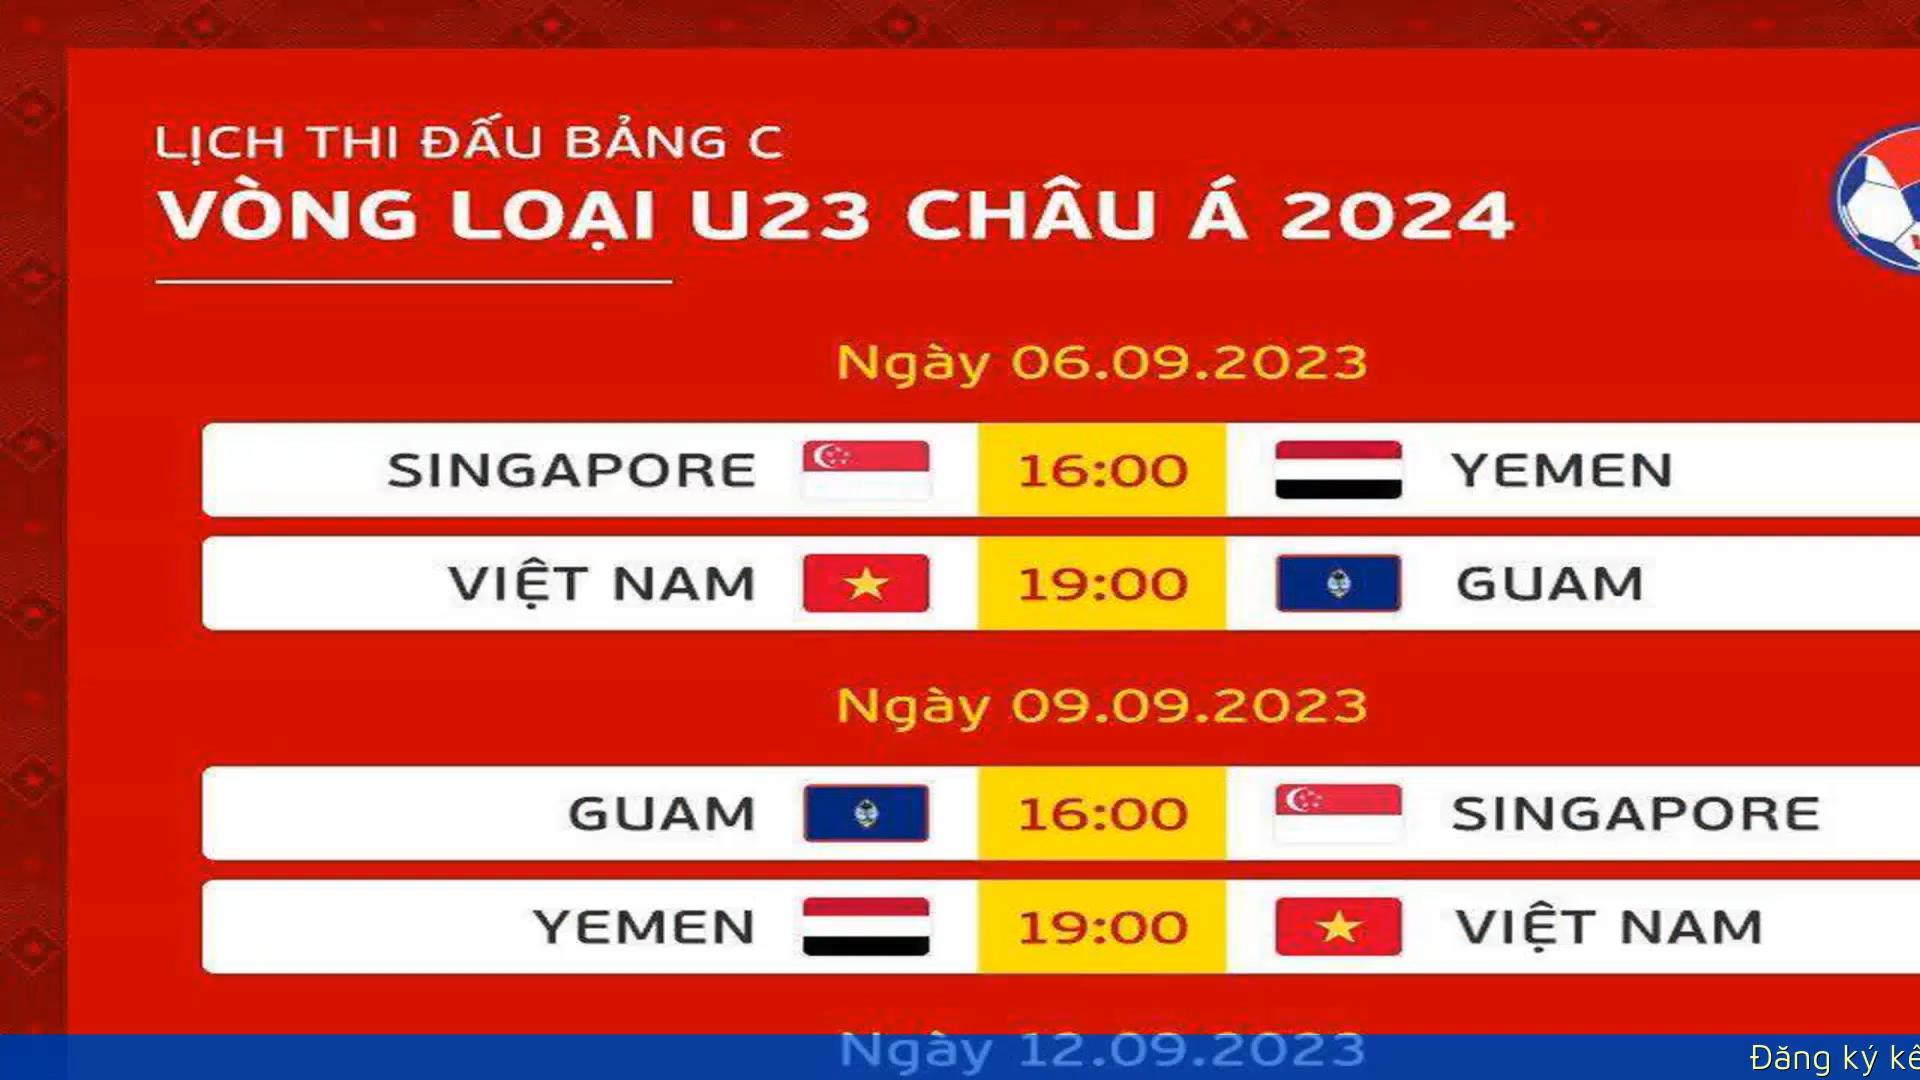 LỊCH THI ĐẤU BẢNG C
VÒNG LOẠI U23 CHÂU Á 2024
Ngày 06.09.2023
SINGAPORE 16:00 YEMEN
VIỆT NAM 19:00 GUAM
Ngày 09.09.2023
GUAM 16:00 SINGAPORE
YEMEN 19:00 VIỆT NAM
Ngày 12.09.2023
Đăng ký